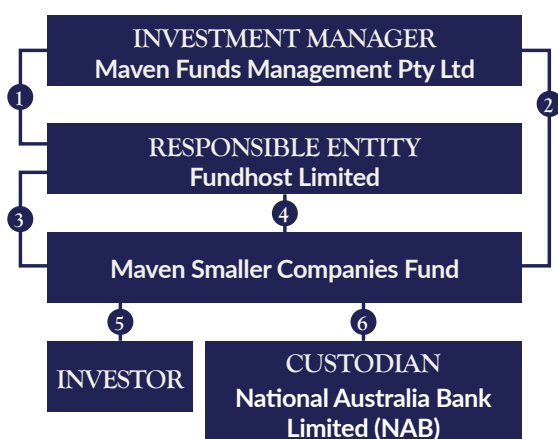 INVESTMENT MANAGER
Maven Funds Management Pty Ltd
1
2
RESPONSIBLE ENTITY
Fundhost Limited
3
4
Maven Smaller Companies Fund
5
6
INVESTOR
CUSTODIAN
National Australia Bank
Limited (NAB)